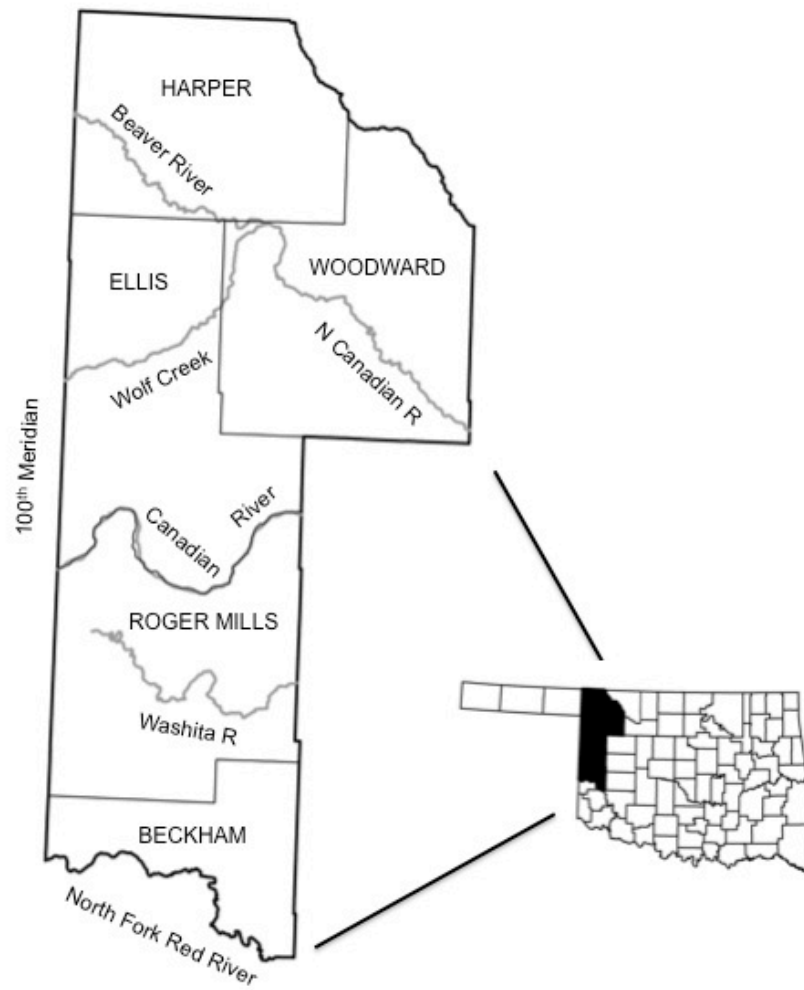 HARPER
Beaver River
ELLIS
WOODWARD
Wolf Creek
N Canadian R
100th Meridian
Canadian River
ROGER MILLS
Washita R
BECKHAM
North Fork Red River